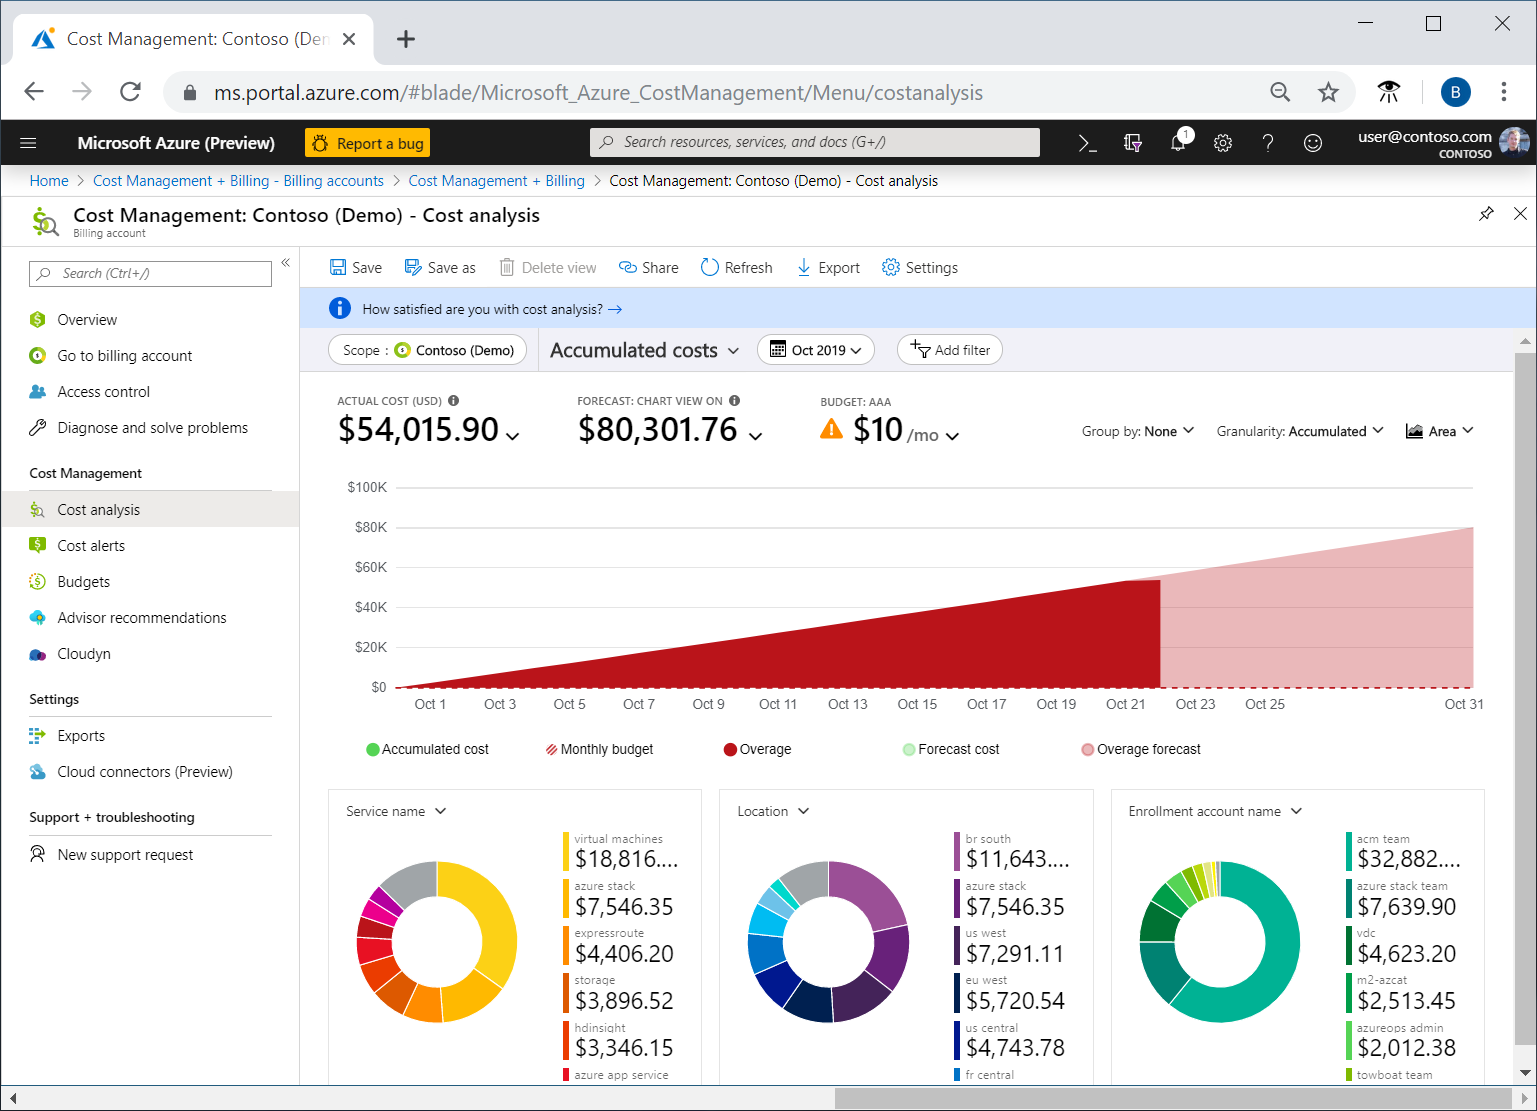 Cost Management: Contoso (Den
ms.portal.azure.com/#blade/Microsoft_Azure_CostManagement/Menu/costanalysis
B
Microsoft Azure (Preview)
Report a bug
Search resources, services, and docs (G+/)
1
user@contoso.com
CONTOSO
Home > Cost Management + Billing - Billing accounts > Cost Management + Billing > Cost Management: Contoso (Demo) - Cost analysis
Cost Management: Contoso (Demo) - Cost analysis
Billing account
Search (Ctrl+/)
Overview
Go to billing account
Access control
Diagnose and solve problems
Cost Management
Cost analysis
Cost alerts
Budgets
Advisor recommendations
Cloudyn
Settings
Exports
Cloud connectors (Preview)
Support + troubleshooting
New support request
Save Save as Delete view Share Refresh Export Settings
How satisfied are you with cost analysis? →
Scope : Contoso (Demo) Accumulated costs Oct 2019 Add filter
ACTUAL COST (USD)
$54,015.90
FORECAST: CHART VIEW ON
$80,301.76
BUDGET: AAA
$10 /mo
Group by: None Granularity: Accumulated Area
$100K
$80K
$60K
$40K
$20K
$0
Oct 1 Oct 3 Oct 5 Oct 7 Oct 9 Oct 11 Oct 13 Oct 15 Oct 17 Oct 19 Oct 21 Oct 23 Oct 25 Oct 31
Accumulated cost Monthly budget Overage Forecast cost Overage forecast
Service name
virtual machines
$18,816....
azure stack
$7,546.35
expressroute
$4,406.20
storage
$3,896.52
hdinsight
$3,346.15
azure app service
Location
br south
$11,643....
azure stack
$7,546.35
us west
$7,291.11
eu west
$5,720.54
us central
$4,743.78
fr central
Enrollment account name
acm team
$32,882....
azure stack team
$7,639.90
vdc
$4,623.20
m2-azcat
$2,513.45
azureops admin
$2,012.38
towboat team